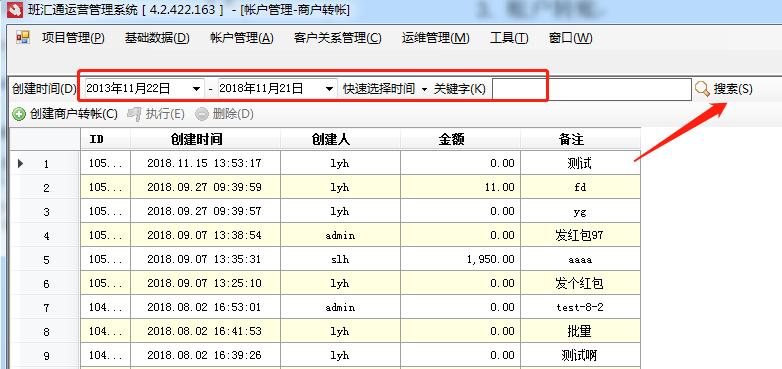 3. 帐户转帐
班汇通运营管理系统 [ 4.2.422.163 ] - [帐户管理-商户转帐]
项目管理(P) 基础数据(D) 帐户管理(A) 客户关系管理(C) 运维管理(M) 工具(T) 窗口(W)
创建时间(D) 2013年11月22日 - 2018年11月21日 快速选择时间 关键字(K) 搜索(S)
创建商户转帐(C) 执行(E) 删除(D)
ID 创建时间 创建人 金额 备注
1 105... 2018.11.15 13:53:17 lyh 0.00 测试
2 105... 2018.09.27 09:39:59 lyh 11.00 fd
3 105... 2018.09.27 09:39:57 lyh 0.00 yg
4 105... 2018.09.07 13:38:54 admin 0.00 发红包97
5 105... 2018.09.07 13:35:31 slh 1,950.00 aaaa
6 105... 2018.09.07 13:25:10 lyh 0.00 发个红包
7 104... 2018.08.02 16:53:01 admin 0.00 test-8-2
8 104... 2018.08.02 16:41:53 lyh 0.00 批量
9 104... 2018.08.02 16:39:26 lyh 0.00 测试啊